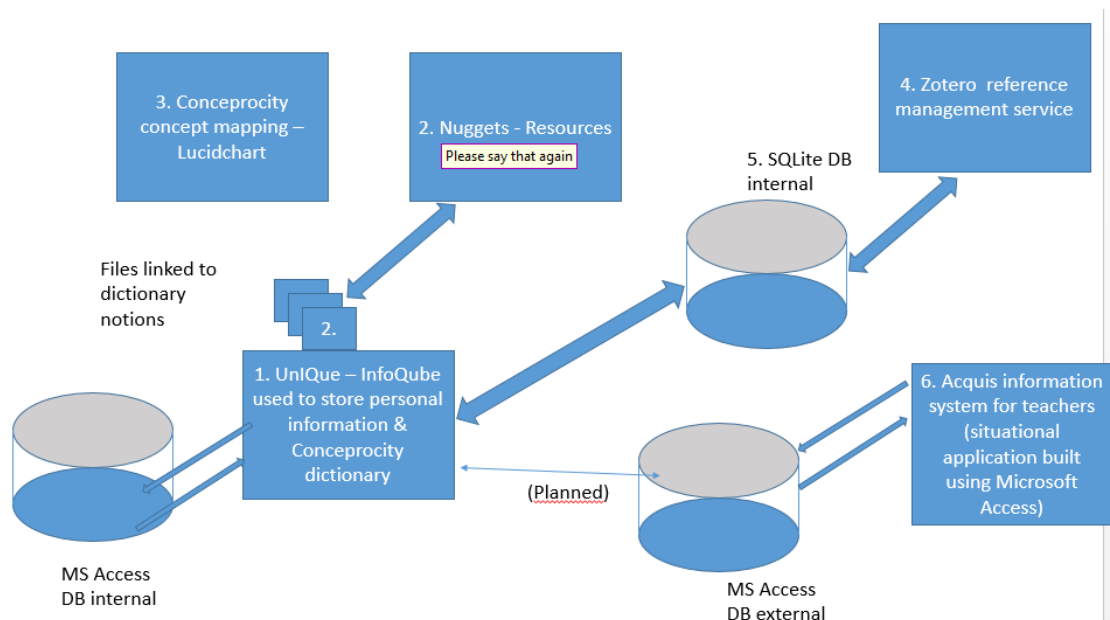 3. Conceprocity
concept mapping –
Lucidchart
2. Nuggets - Resources
Please say that again
4. Zotero reference
management service
5. SQLite DB
internal
Files linked to
dictionary
notions
2.
1. UnIQue – InfoQube
used to store personal
information &
Conceprocity
dictionary
6. Acquis information
system for teachers
(situational
application built
using Microsoft
Access)
(Planned)
MS Access
DB internal
MS Access
DB external